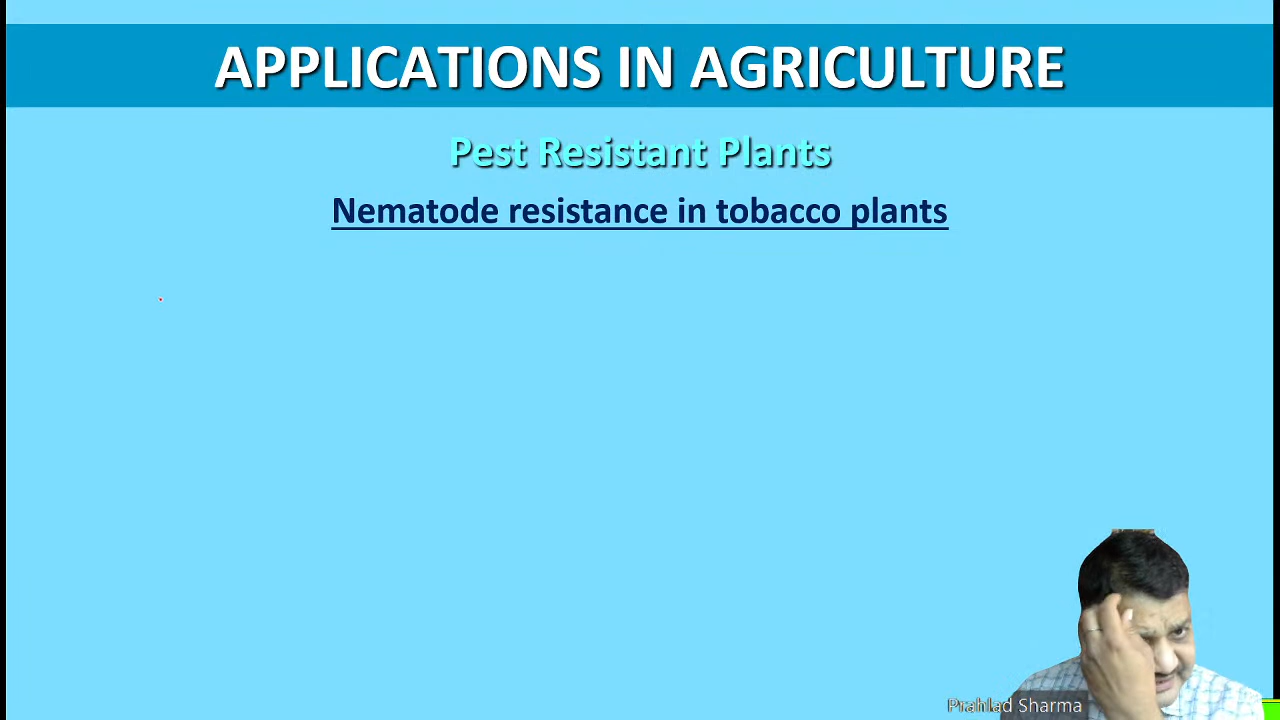 APPLICATIONS IN AGRICULTURE
Pest Resistant Plants
Nematode resistance in tobacco plants
Prahlad Sharma